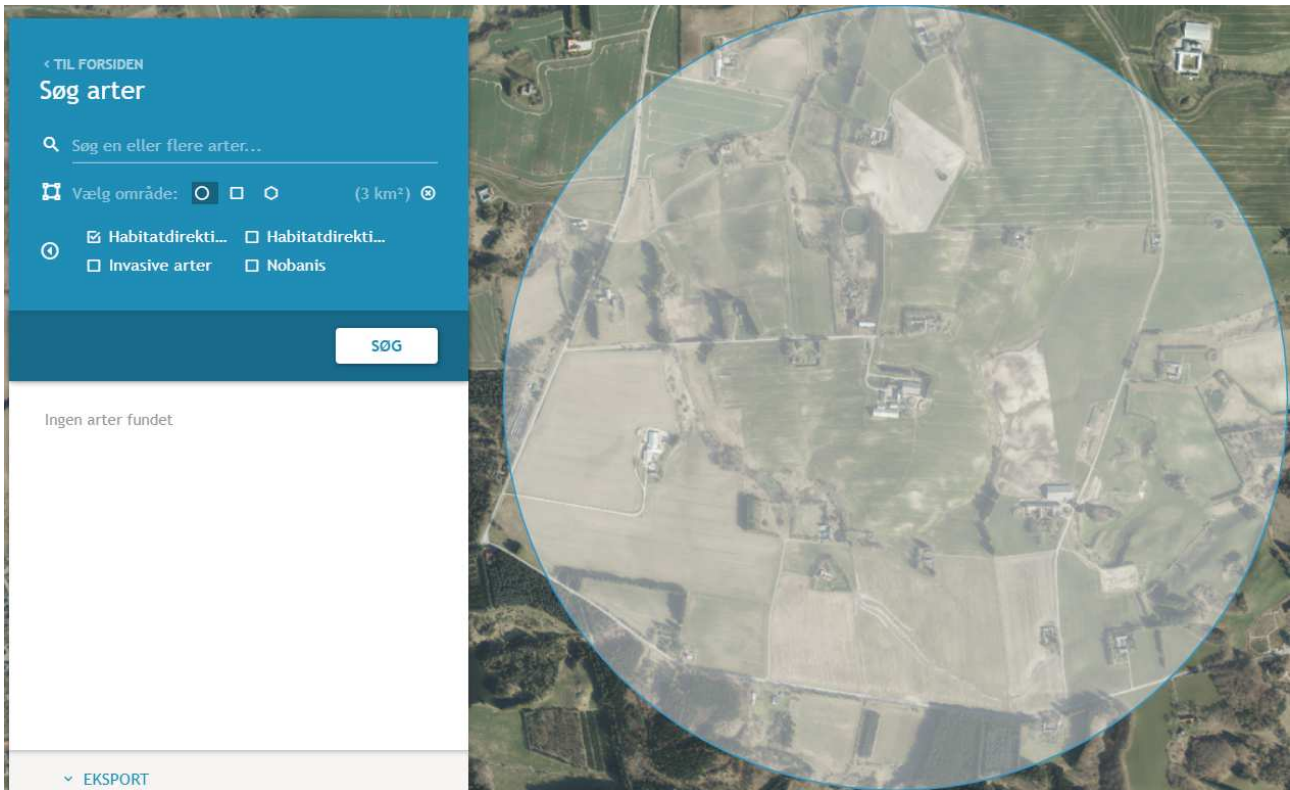 ‹ TIL FORSIDEN
Søg arter
Søg en eller flere arter...
Vælg område: (3 km²)
Habitatdirekti... Habitatdirekti...
Invasive arter Nobanis
SØG
Ingen arter fundet
EKSPORT